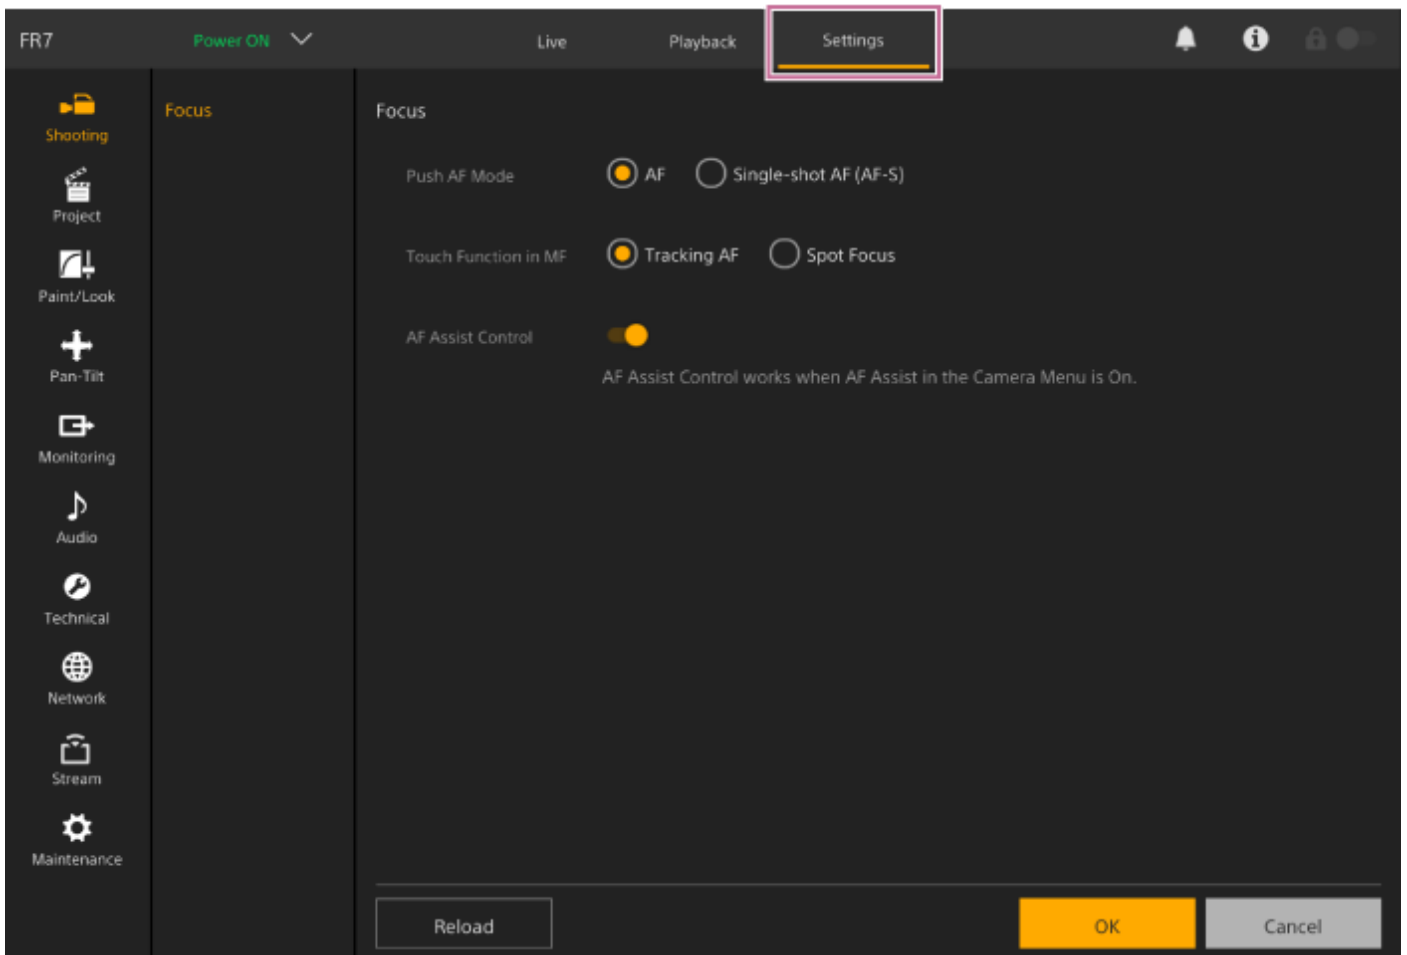 FR7 Power ON Live Playback Settings
Shooting
Project
Paint/Look
Pan-Tilt
Monitoring
Audio
Technical
Network
Stream
Maintenance
Focus
Focus
Push AF Mode AF Single-shot AF (AF-S)
Touch Function in MF Tracking AF Spot Focus
AF Assist Control
AF Assist Control works when AF Assist in the Camera Menu is On.
Reload OK Cancel